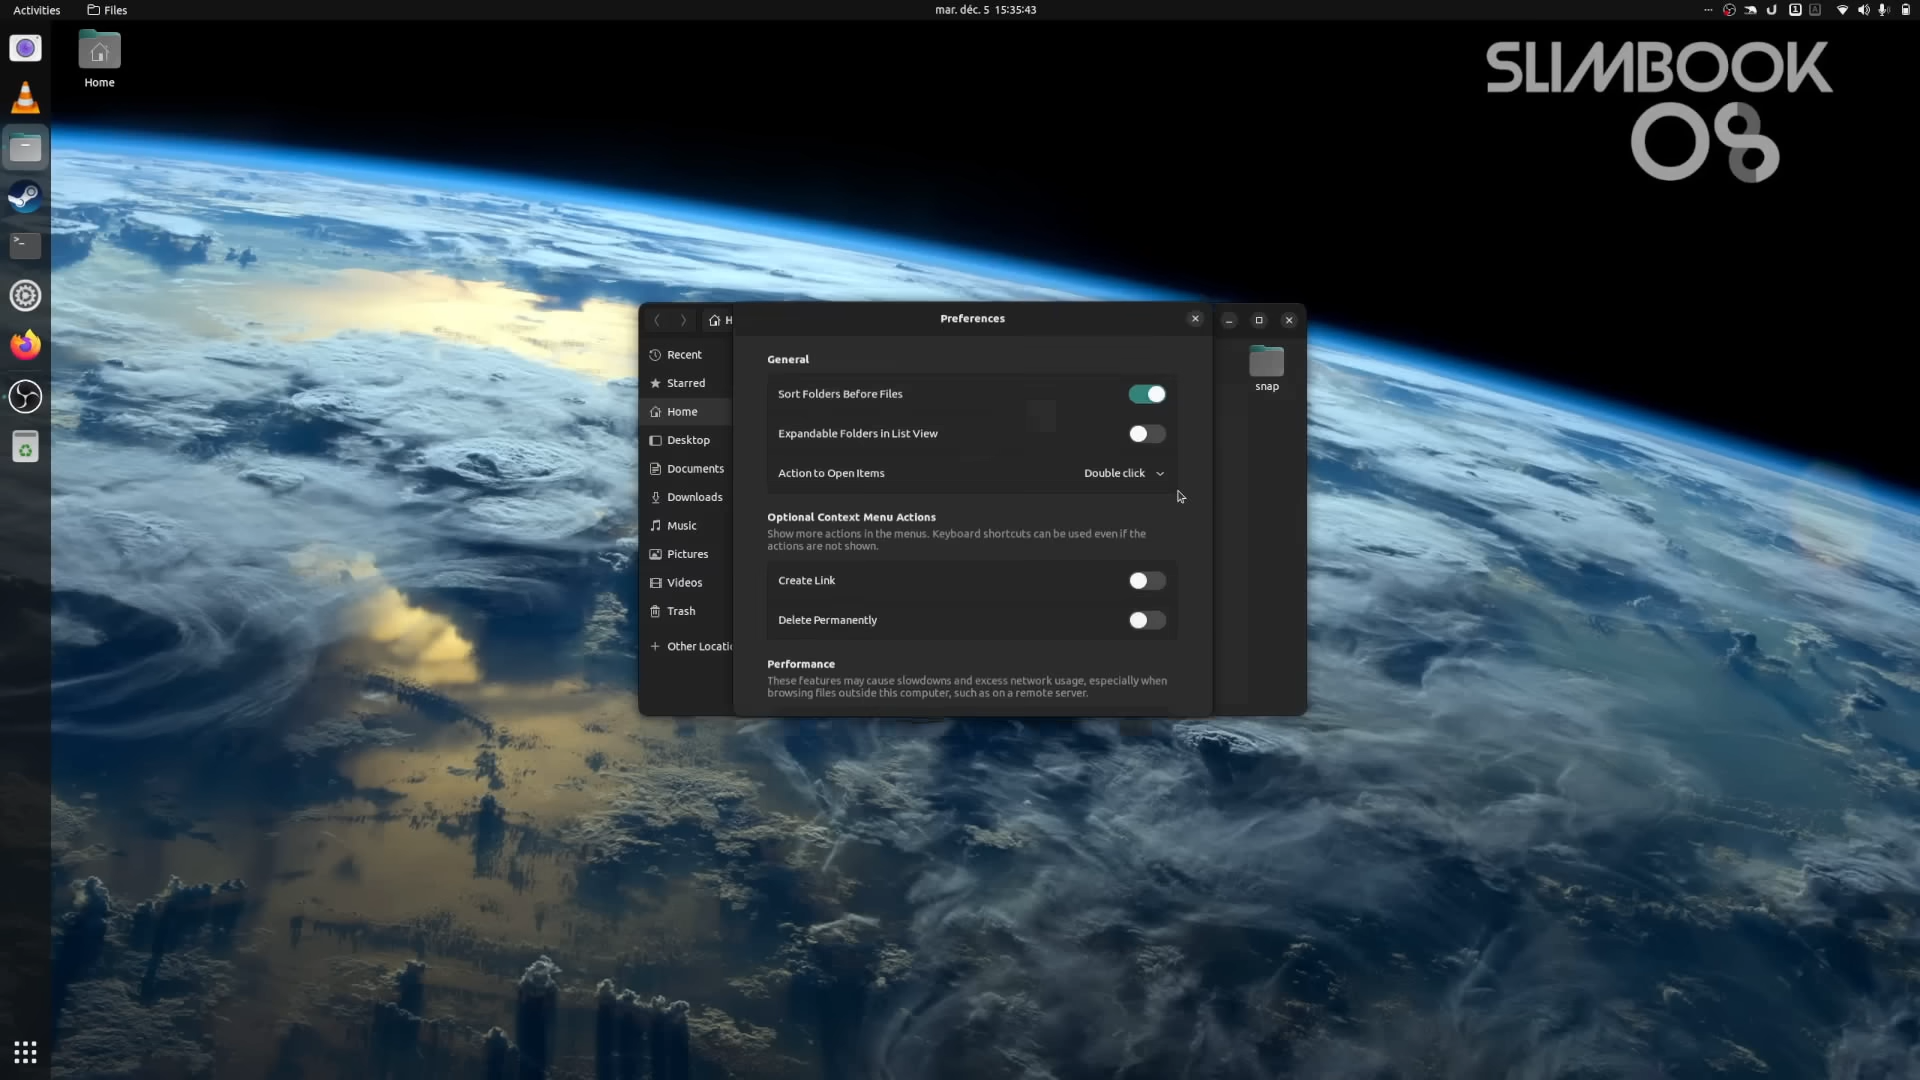 Activities
Files
mar. déc. 5 15:35:43
Home
SLIMBOOK
OS
H
Preferences
Recent
Starred
Home
Desktop
Documents
Downloads
Music
Pictures
Videos
Trash
Other Locati
General
Sort Folders Before Files
Expandable Folders in List View
Action to Open Items
Double click
Optional Context Menu Actions
Show more actions in the menus. Keyboard shortcuts can be used even if the
actions are not shown.
Create Link
Delete Permanently
Performance
These features may cause slowdowns and excess network usage, especially when
browsing files outside this computer, such as on a remote server.
snap